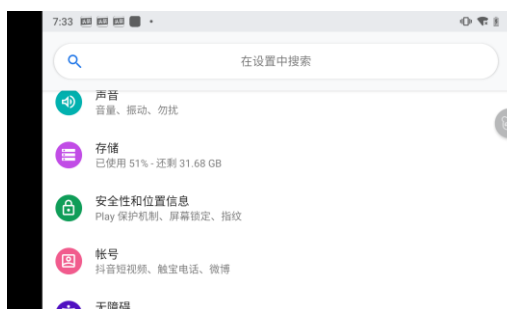 7:33
在设置中搜索
声音
音量、振动、勿扰
存储
已使用 51% - 还剩 31.68 GB
安全性和位置信息
Play 保护机制、屏幕锁定、指纹
帐号
抖音短视频、触宝电话、微博
无障碍